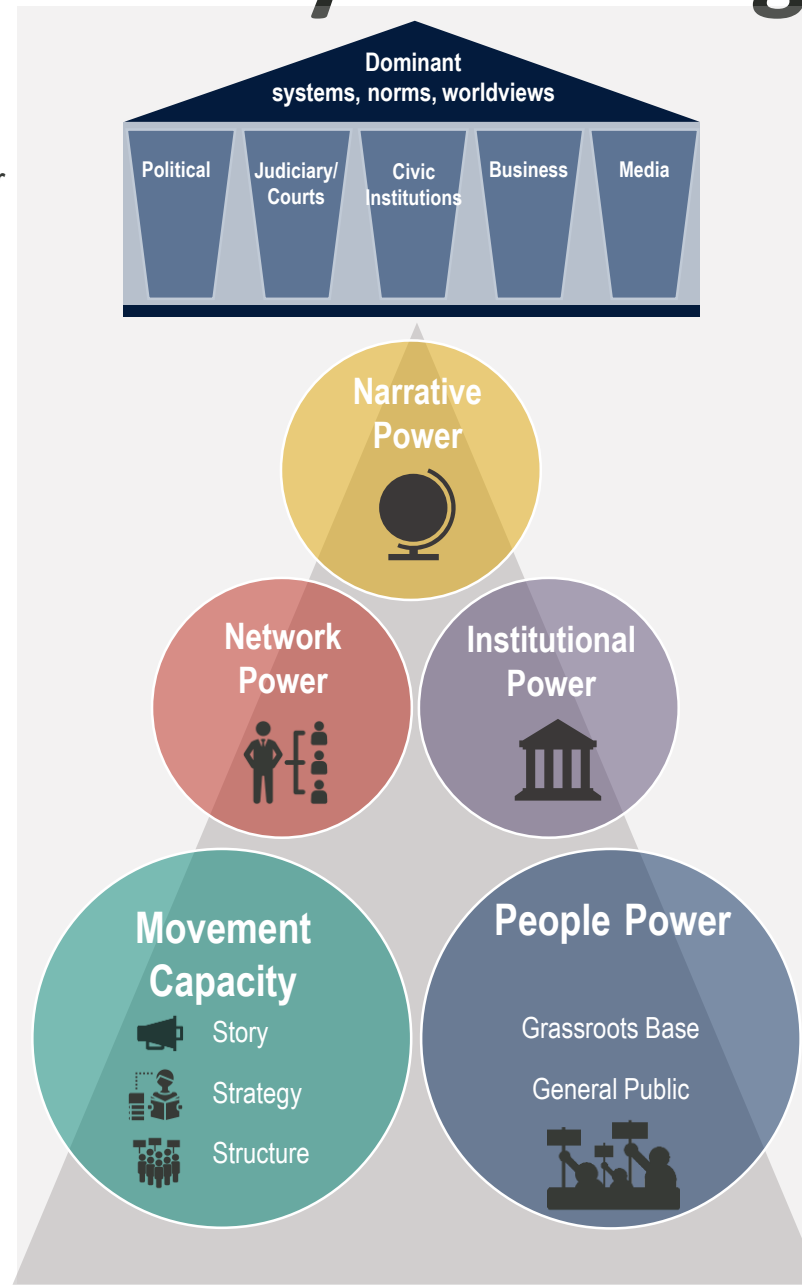 Dominant
systems, norms, worldviews
Political
Judiciary/
Courts
Civic
Institutions
Business
Media
Narrative
Power
Network
Power
Institutional
Power
Movement
Capacity
Story
Strategy
Structure
People Power
Grassroots Base
General Public